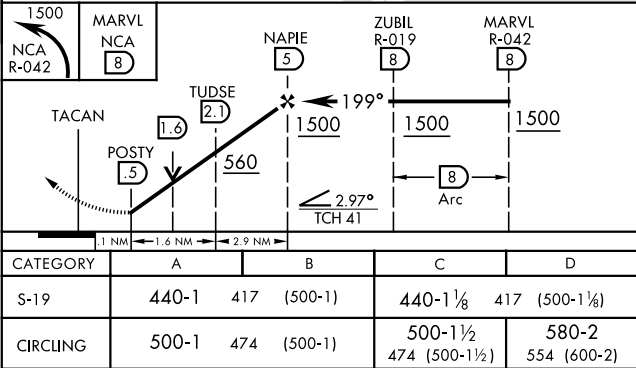 1500
NCA
R-042
MARVL
NCA
8
TACAN
POSTY
.5
1.6
TUDSE
2.1
560
NAPIE
5
1500
199°
ZUBIL
R-019
8
1500
MARVL
R-042
8
1500
8
Arc
2.97°
TCH 41
.1 NM
1.6 NM
2.9 NM
CATEGORY A B C D
S-19 440-1 417 (500-1) 440-1⅛ 417 (500-1⅛)
CIRCLING 500-1 474 (500-1) 500-1½ 580-2
474 (500-1½) 554 (600-2)